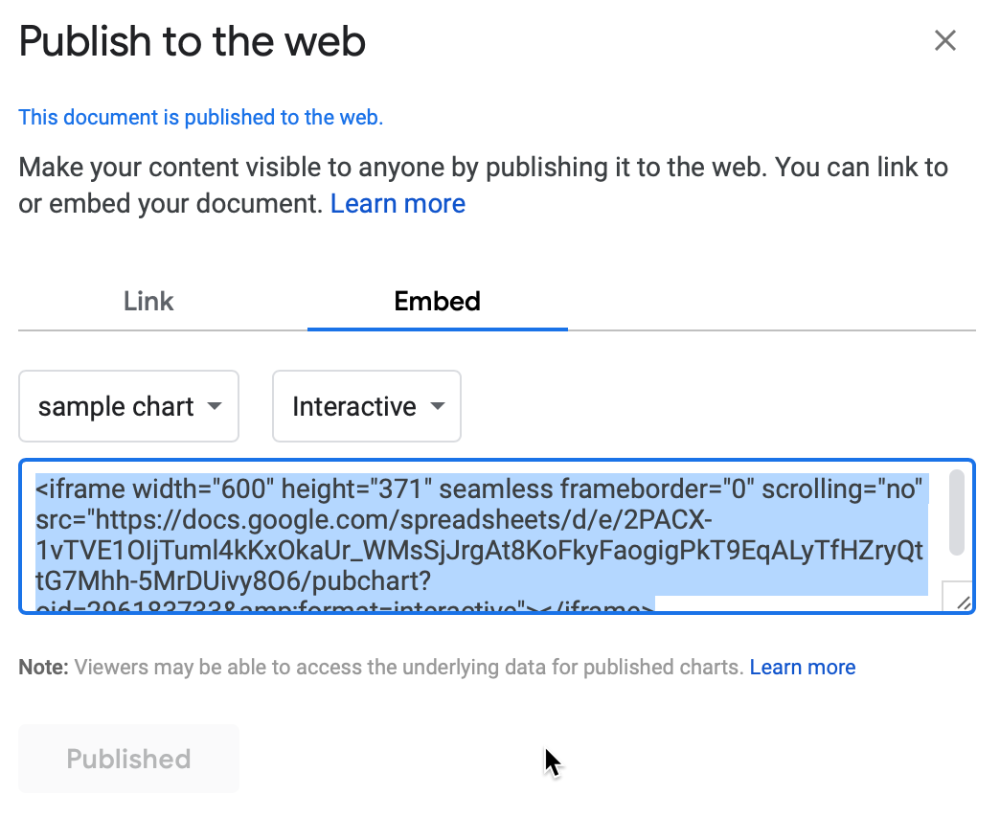 Publish to the web
This document is published to the web.
Make your content visible to anyone by publishing it to the web. You can link to
or embed your document. Learn more
Link Embed
sample chart Interactive
<iframe width="600" height="371" seamless frameborder="0" scrolling="no"
src="https://docs.google.com/spreadsheets/d/e/2PACX-
1vTVE1OIjTuml4kKxOkaUr_WMsSjJrgAt8KoFkyFaogigPkT9EqALyTfHZryQt
tG7Mhh-5MrDUivy8O6/pubchart?
oid=296183733&amp;format=interactive"></iframe>
Note: Viewers may be able to access the underlying data for published charts. Learn more
Published